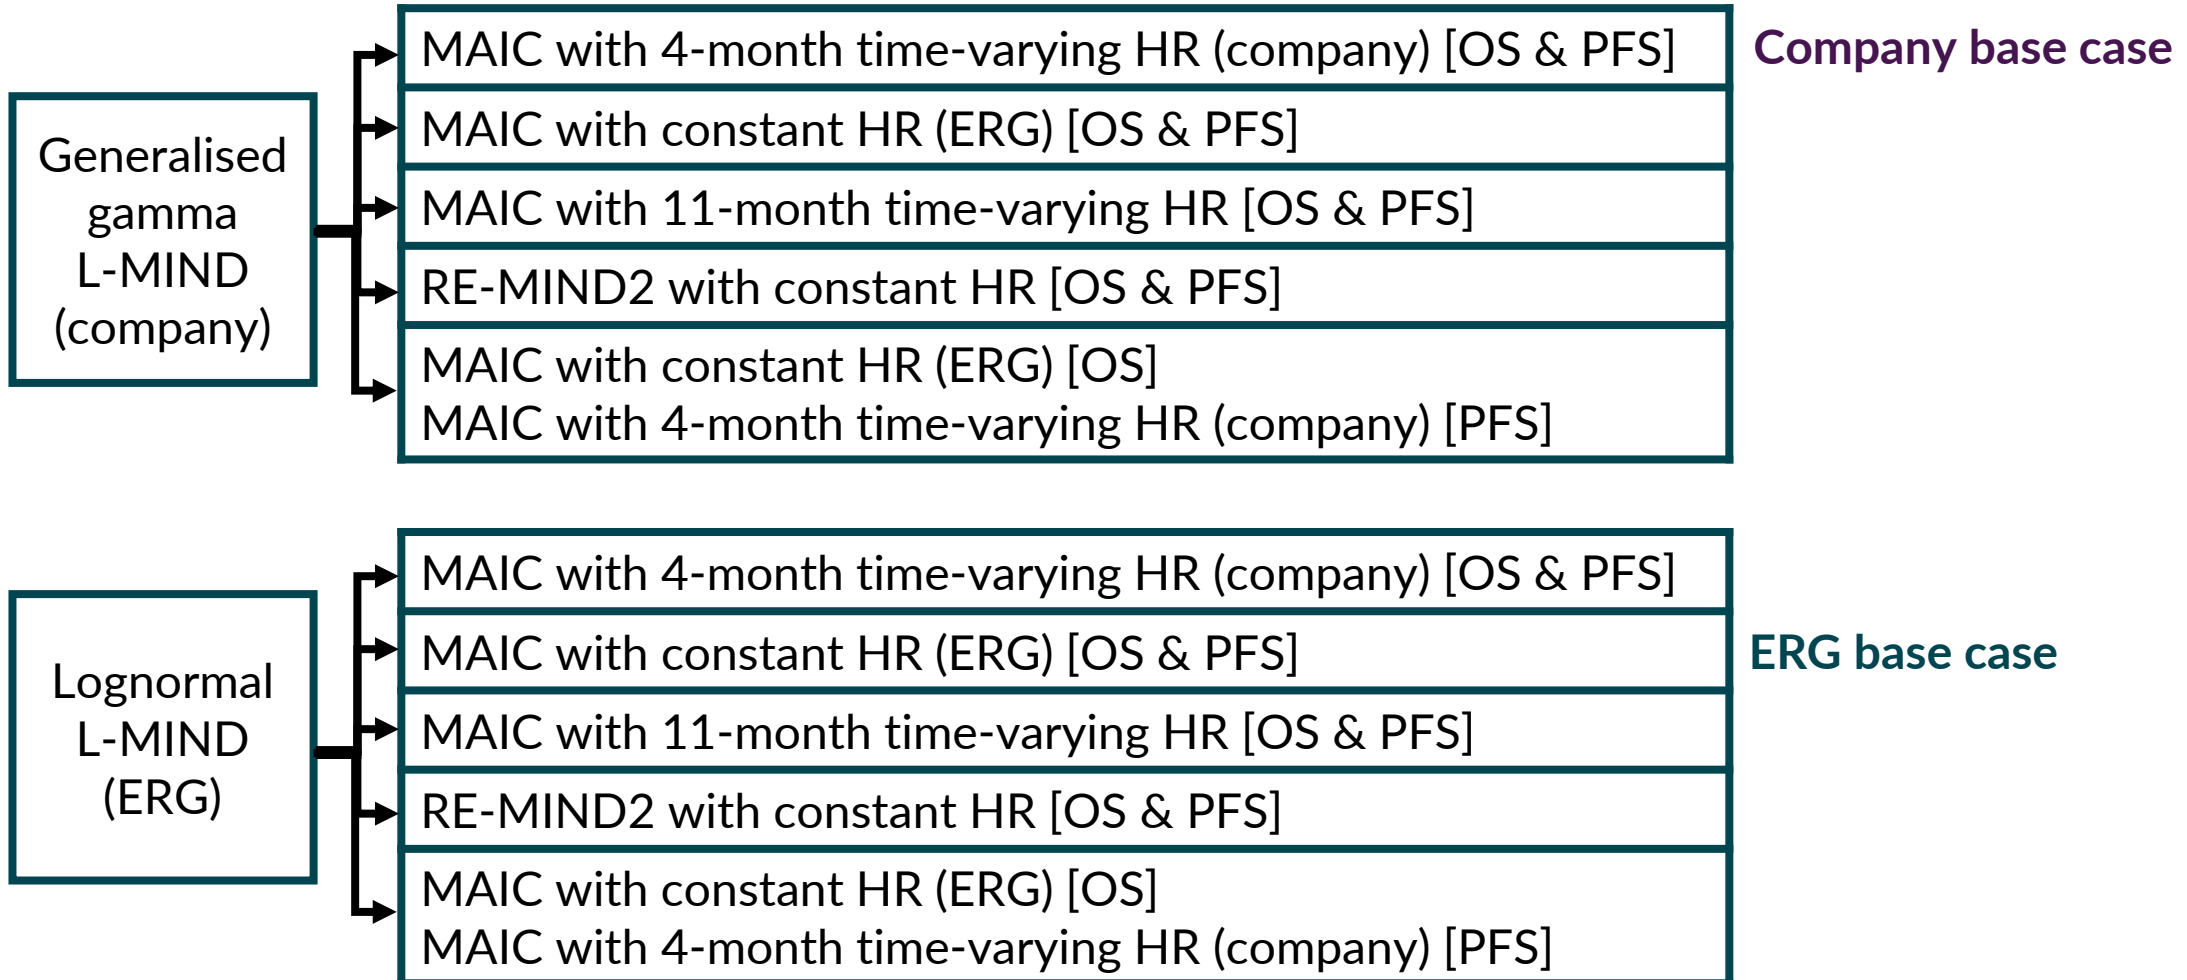 Generalised
gamma
L-MIND
(company)
MAIC with 4-month time-varying HR (company) [OS & PFS]
Company base case
MAIC with constant HR (ERG) [OS & PFS]
MAIC with 11-month time-varying HR [OS & PFS]
RE-MIND2 with constant HR [OS & PFS]
MAIC with constant HR (ERG) [OS]
MAIC with 4-month time-varying HR (company) [PFS]
Lognormal
L-MIND
(ERG)
MAIC with 4-month time-varying HR (company) [OS & PFS]
MAIC with constant HR (ERG) [OS & PFS]
ERG base case
MAIC with 11-month time-varying HR [OS & PFS]
RE-MIND2 with constant HR [OS & PFS]
MAIC with constant HR (ERG) [OS]
MAIC with 4-month time-varying HR (company) [PFS]